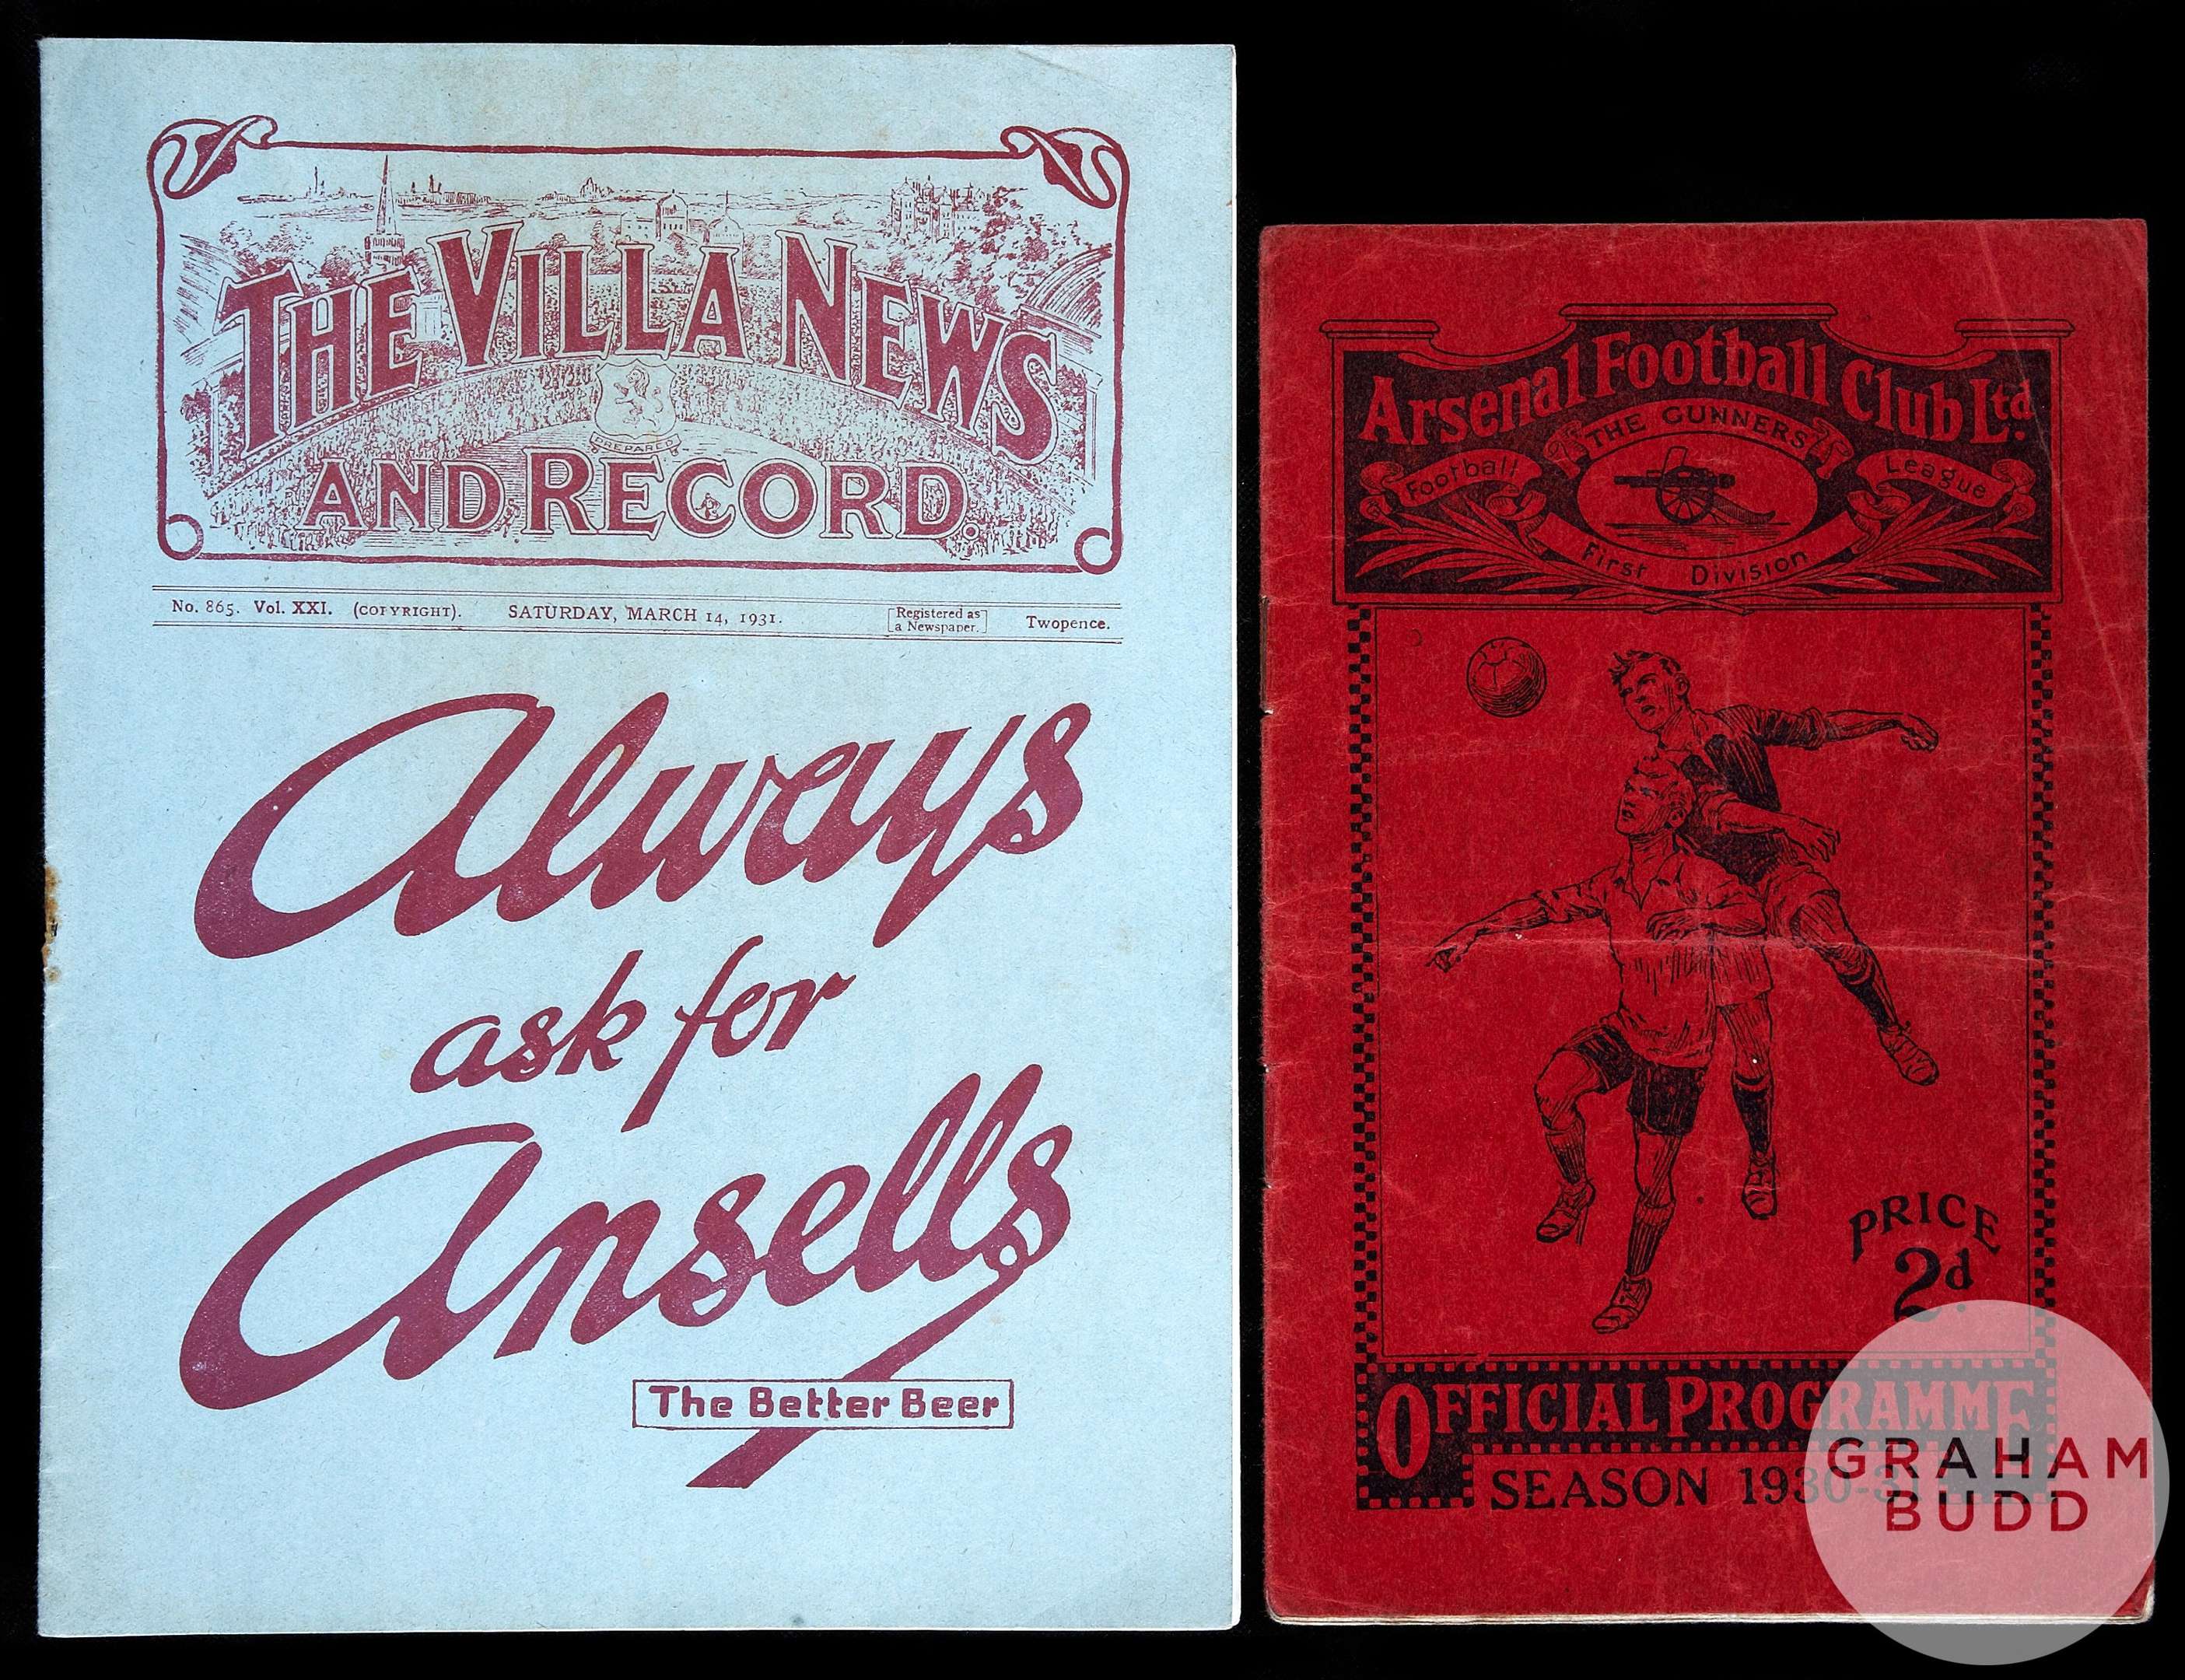 THE VILLA NEWS
PREPARED
AND RECORD.
No. 865. Vol. XXI. (COPYRIGHT). SATURDAY, MARCH 14, 1931. [Registered as a Newspaper.] Twopence.
Always
ask for
Ansells
The Better Beer
Arsenal Football Club Ltd.
THE GUNNERS
Football League
First Division
PRICE
2d.
OFFICIAL PROGRAMME
SEASON 1930-31
GRAHAM
BUDD